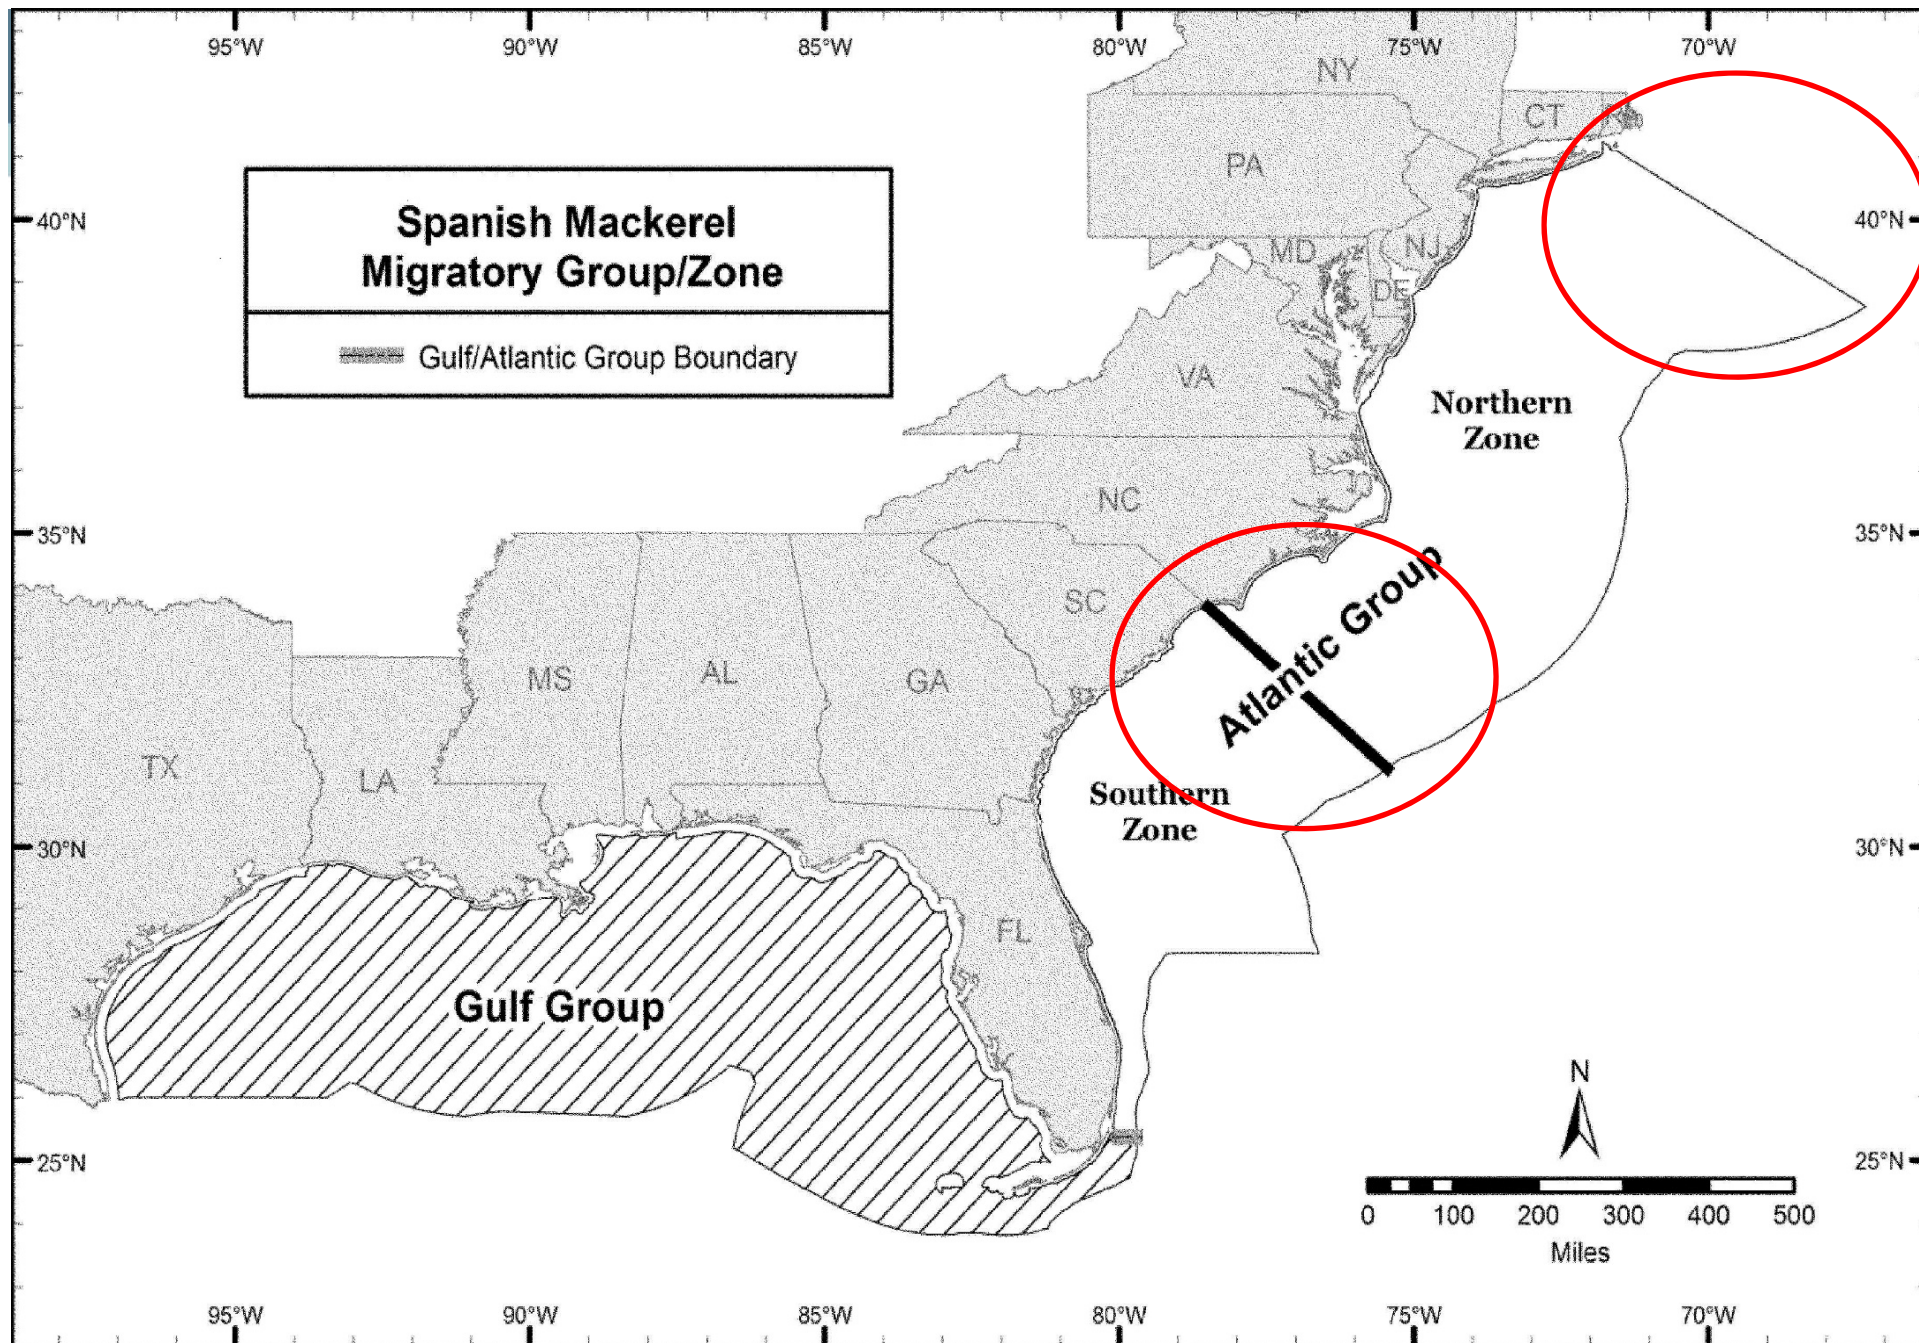 95°W 90°W 85°W 80°W 75°W 70°W
NY
CT RI
PA
40°N 40°N
Spanish Mackerel
Migratory Group/Zone
Gulf/Atlantic Group Boundary
MD NJ
DE
VA
Northern
Zone
NC
35°N 35°N
Atlantic Group
SC
MS AL GA
TX LA
Southern
Zone
30°N 30°N
FL
Gulf Group
N
25°N 25°N
0 100 200 300 400 500
Miles
95°W 90°W 85°W 80°W 75°W 70°W